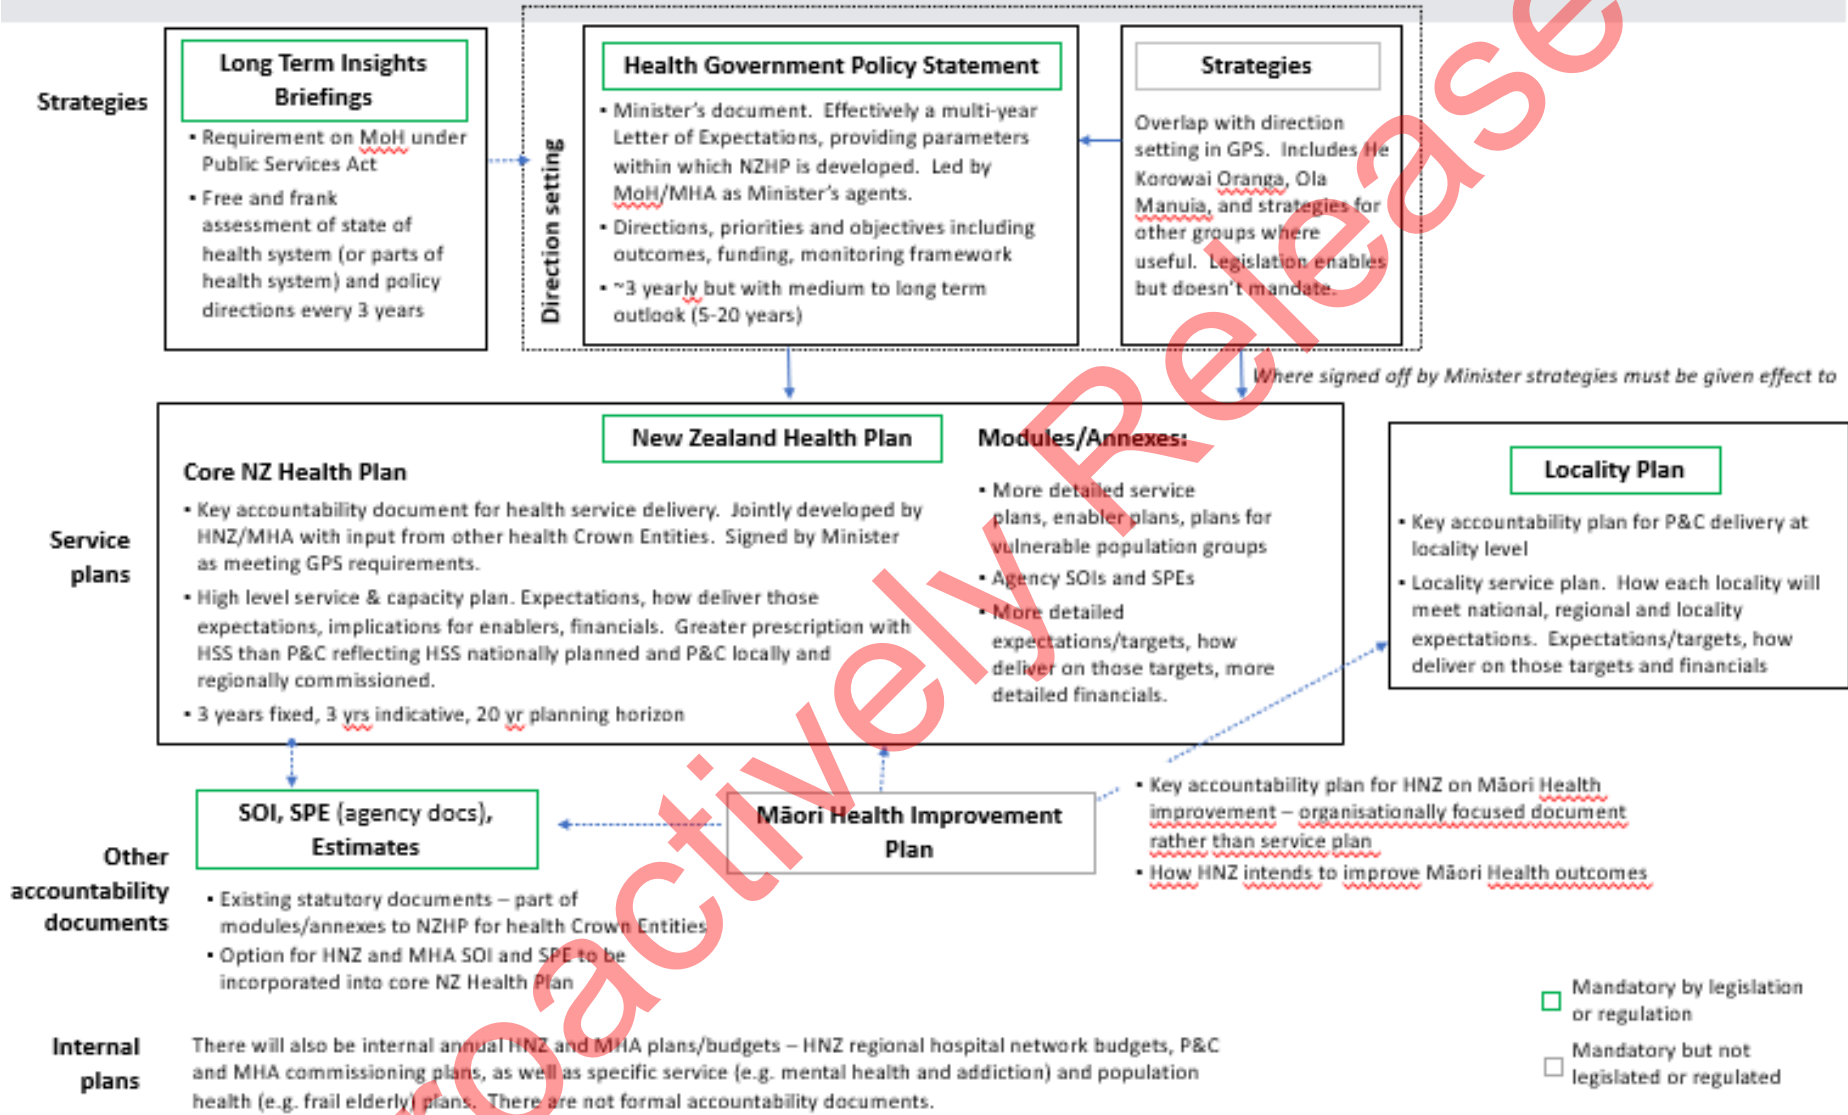 Strategies
Long Term Insights
Briefings
▪ Requirement on MoH under
Public Services Act
▪ Free and frank
assessment of state of
health system (or parts of
health system) and policy
directions every 3 years
Direction setting
Health Government Policy Statement
▪ Minister's document.  Effectively a multi-year
Letter of Expectations, providing parameters
within which NZHP is developed.  Led by
MoH/MHA as Minister's agents.
▪ Directions, priorities and objectives including
outcomes, funding, monitoring framework
▪ ~3 yearly but with medium to long term
outlook (5-20 years)
Strategies
Overlap with direction
setting in GPS.  Includes He
Korowai Oranga, Ola
Manuia, and strategies for
other groups where
useful.  Legislation enables
but doesn't mandate.
Where signed off by Minister strategies must be given effect to
Service
plans
New Zealand Health Plan
Core NZ Health Plan
▪ Key accountability document for health service delivery.  Jointly developed by
HNZ/MHA with input from other health Crown Entities.  Signed by Minister
as meeting GPS requirements.
▪ High level service & capacity plan. Expectations, how deliver those
expectations, implications for enablers, financials.  Greater prescription with
HSS than P&C reflecting HSS nationally planned and P&C locally and
regionally commissioned.
▪ 3 years fixed, 3 yrs indicative, 20 yr planning horizon
Modules/Annexes:
▪ More detailed service
plans, enabler plans, plans for
vulnerable population groups
▪ Agency SOIs and SPEs
▪ More detailed
expectations/targets, how
deliver on those targets, more
detailed financials.
Locality Plan
▪ Key accountability plan for P&C delivery at
locality level
▪ Locality service plan.  How each locality will
meet national, regional and locality
expectations.  Expectations/targets, how
deliver on those targets and financials
Other
accountability
documents
SOI, SPE (agency docs),
Estimates
▪ Existing statutory documents – part of
modules/annexes to NZHP for health Crown Entities
▪ Option for HNZ and MHA SOI and SPE to be
incorporated into core NZ Health Plan
Māori Health Improvement
Plan
▪ Key accountability plan for HNZ on Māori Health
improvement – organisationally focused document
rather than service plan
▪ How HNZ intends to improve Māori Health outcomes
Internal
plans
There will also be internal annual HNZ and MHA plans/budgets – HNZ regional hospital network budgets, P&C
and MHA commissioning plans, as well as specific service (e.g. mental health and addiction) and population
health (e.g. frail elderly) plans.  There are not formal accountability documents.
Mandatory by legislation
or regulation
Mandatory but not
legislated or regulated
roactively Release